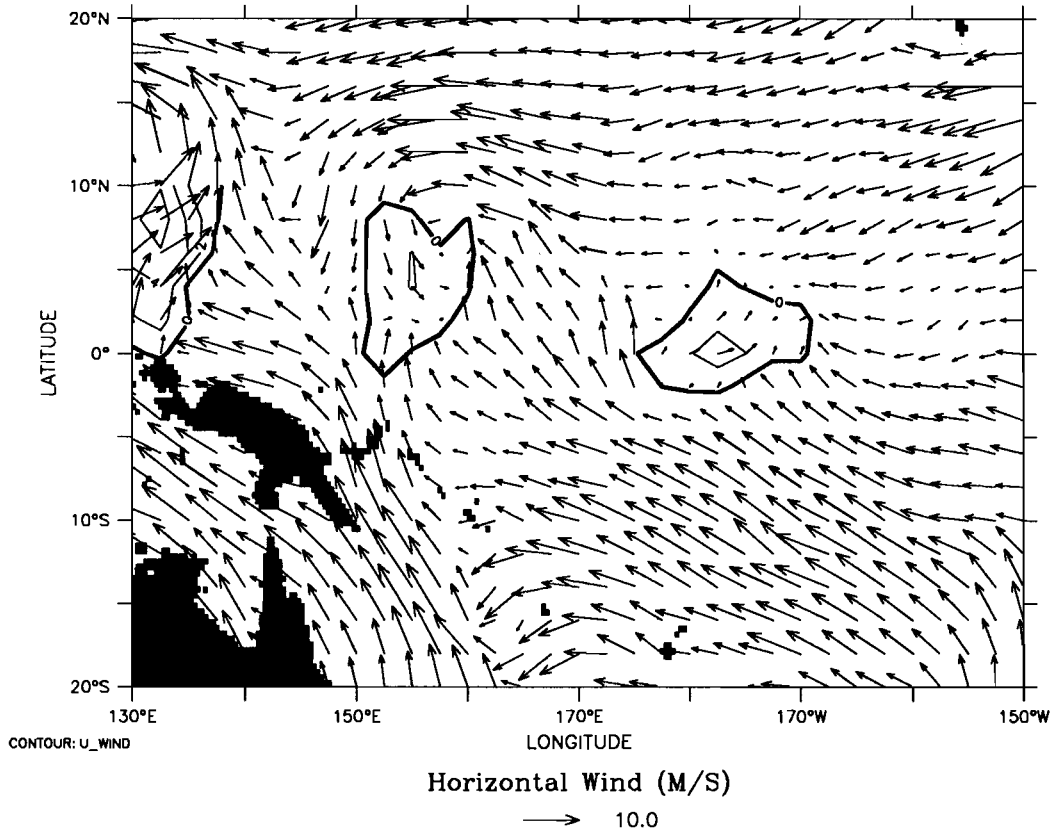 20°N
10°N
0°
10°S
20°S
LATITUDE
0
0
0
130°E 150°E 170°E 170°W 150°W
CONTOUR: U_WIND
LONGITUDE
Horizontal Wind (M/S)
10.0